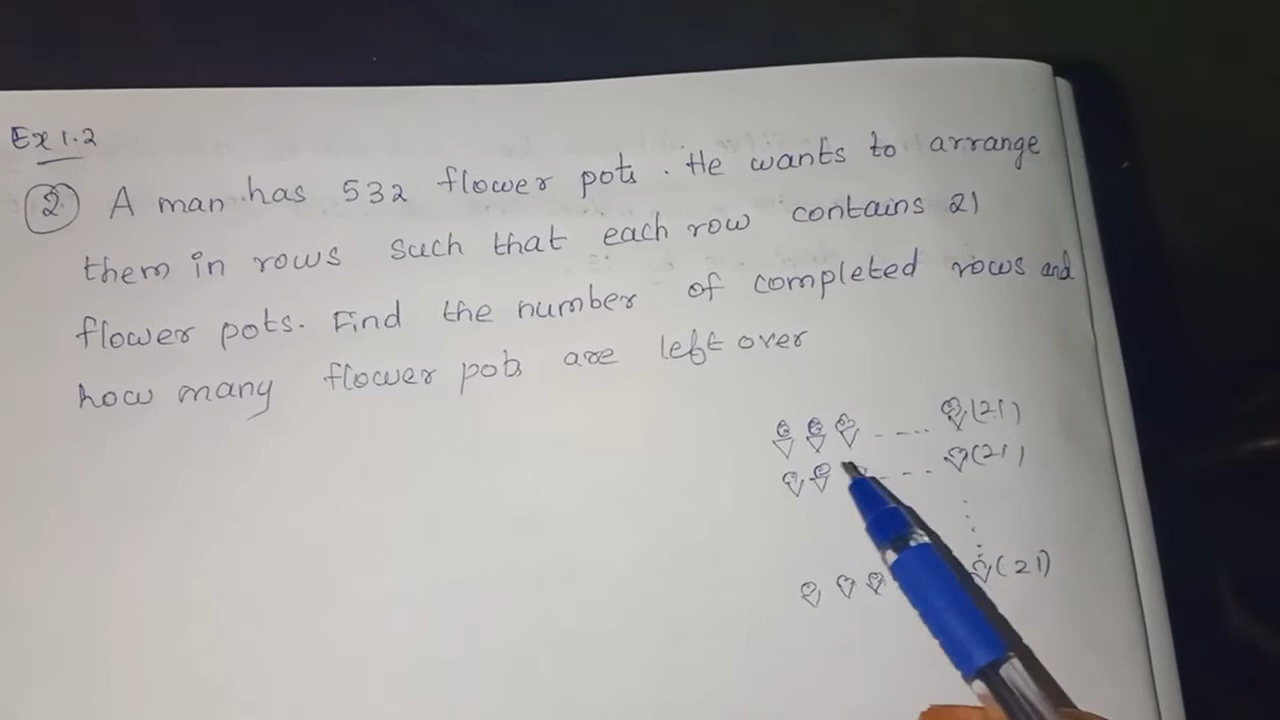 Ex 1.2
2 A man has 532 flower pots. He wants to arrange
them in rows such that each row contains 21
flower pots. Find the number of completed rows and
how many flower pots are left over
..... (21)
--- (21)
(21)